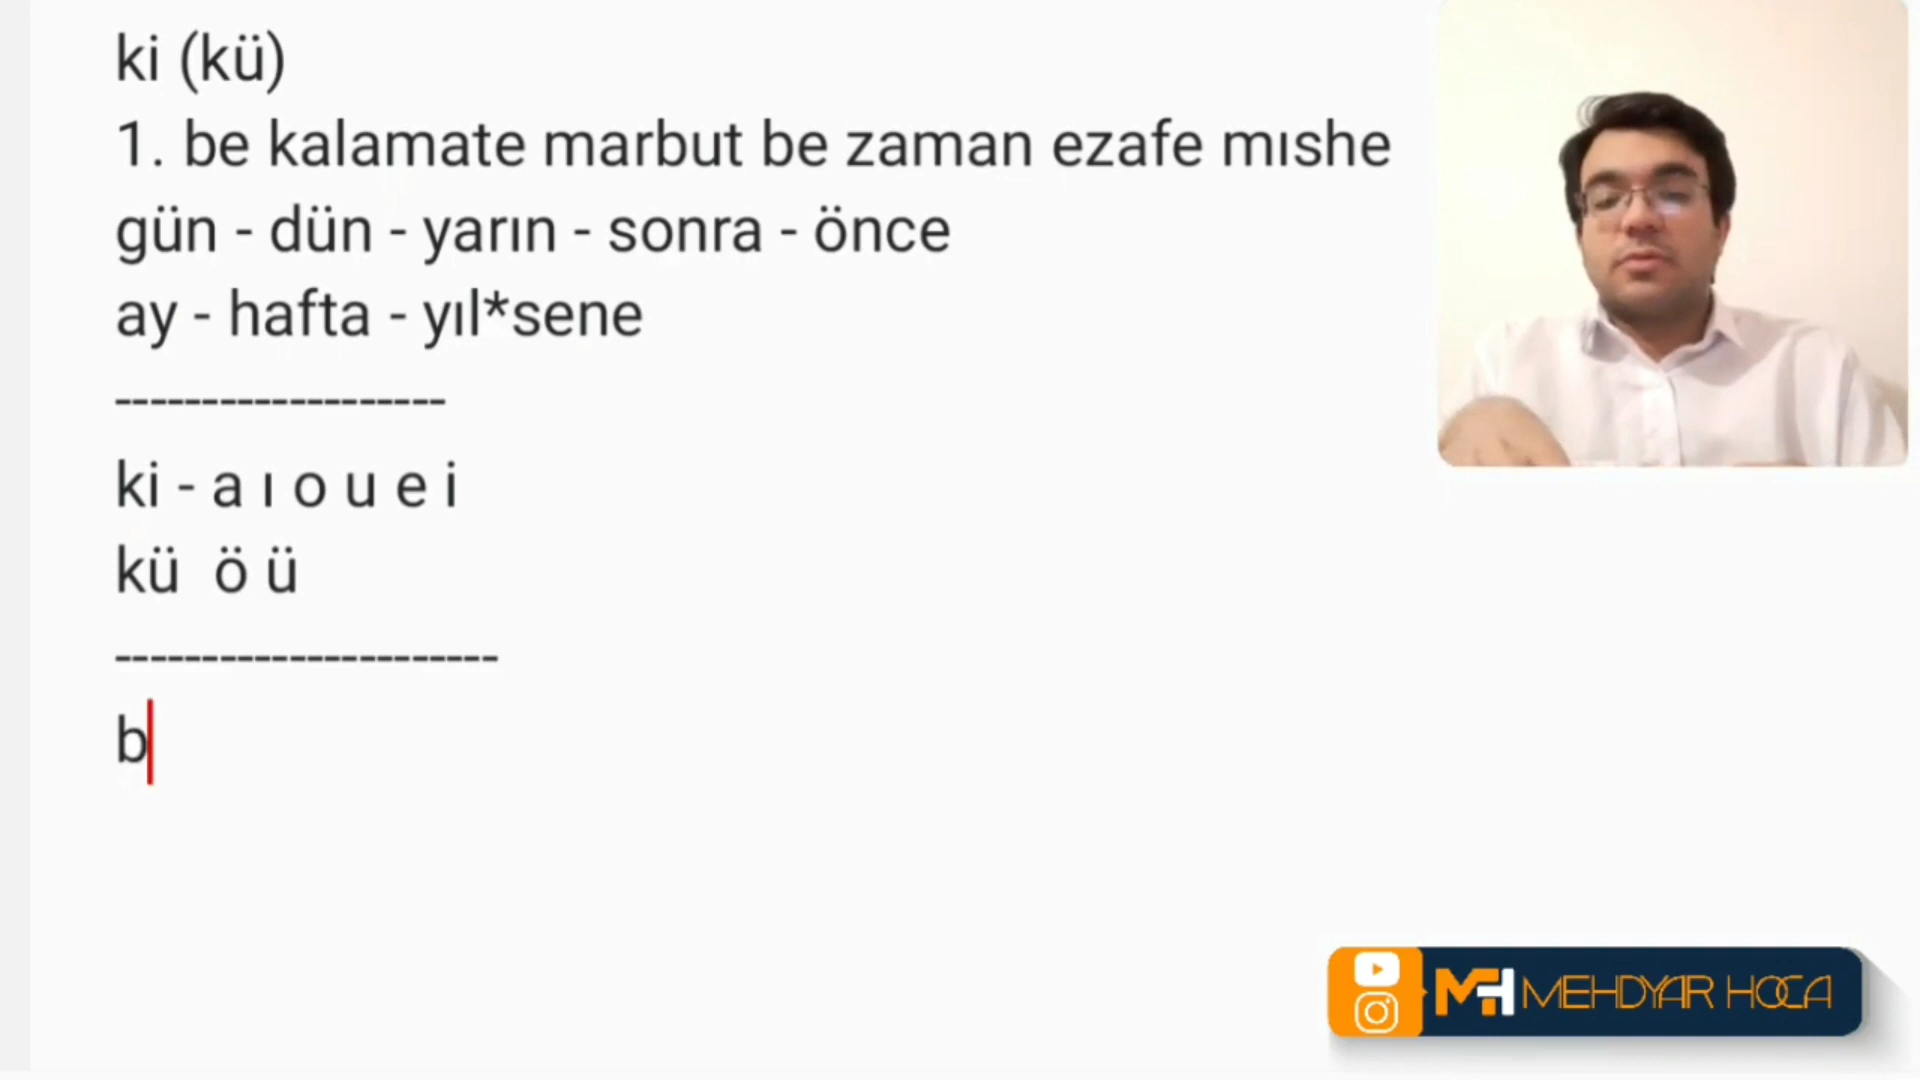 ki (kü)
1. be kalamate marbut be zaman ezafe mıshe
gün - dün - yarın - sonra - önce
ay - hafta - yıl*sene
-------------------
ki - a ı o u e i
kü  ö ü
----------------------
b
MH MEHDYAR HOCA